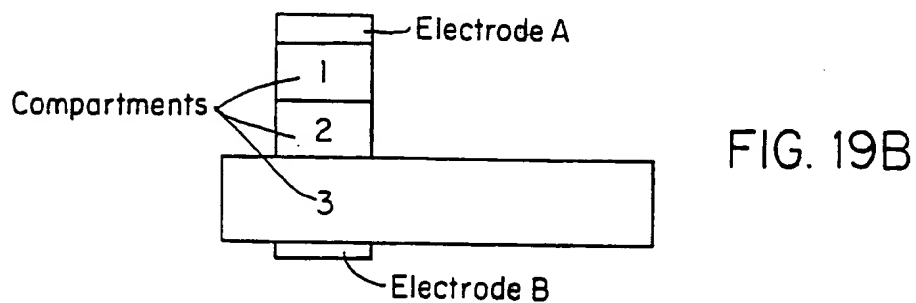 Electrode A
1
Compartments
2
FIG. 19B
3
Electrode B